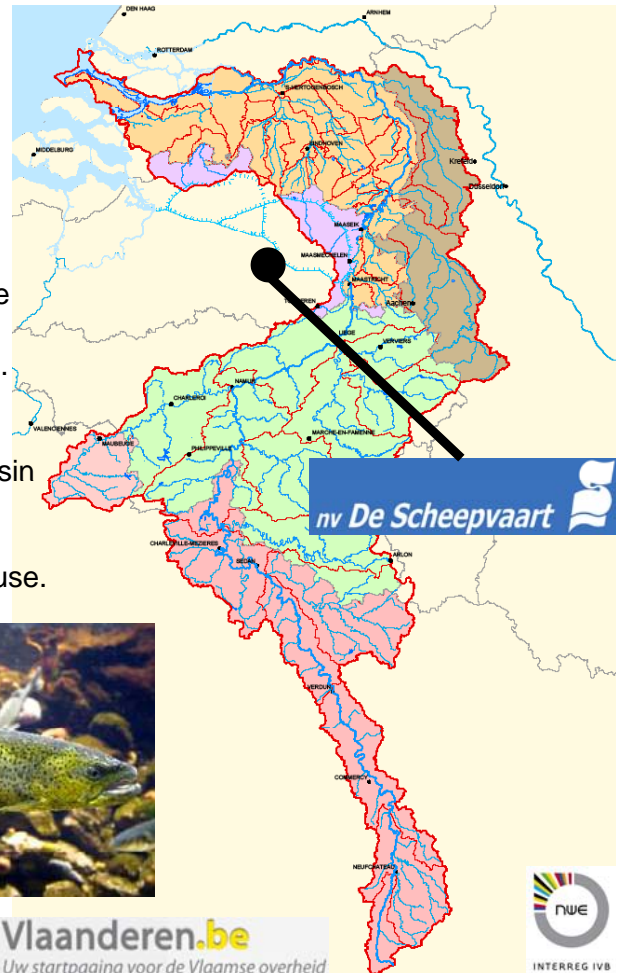 DEN HAAG
ARNHEM
ROTTERDAM
'S-HERTOGENBOSCH
MIDDELBURG
EINDHOVEN
Krefeld
Düsseldorf
MAASEIK
MAASMECHELEN
MAASTRICHT
Aachen
LIEGE
VERVIERS
NAMUR
CHARLEROI
VALENCIENNES
MAUBEUGE
MARCHE-EN-FAMENNE
PHILIPPEVILLE
e
.
sin
nv De Scheepvaart
CHARLEVILLE-MEZIERES
SEDAN
ARLON
use.
VERDUN
COMMERCY
NEUFCHATEAU
Vlaanderen.be
Uw startpagina voor de Vlaamse overheid
nwe
INTERREG IVB